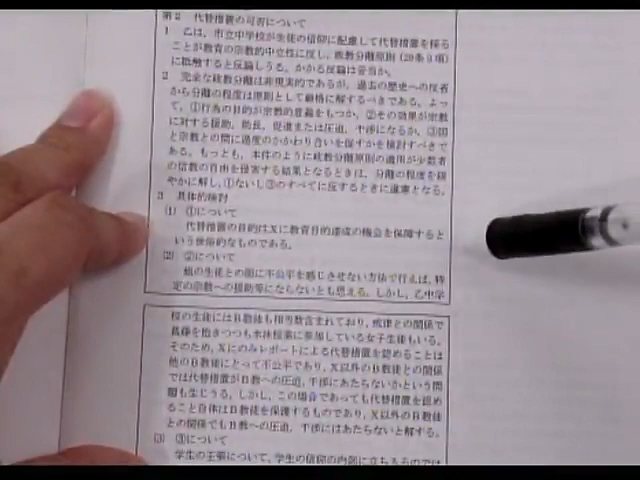 第2 代替措置の可否について
1 乙は、市立中学校が生徒の信仰に配慮して代替措置を採る
ことが教育の宗教的中立性に反し、政教分離原則（20条3項）
に抵触すると反論しうる。かかる反論は妥当か。
2 完全な政教分離は非現実的であるが、過去の歴史への反省
から分離の程度は原則として厳格に解するべきである。よっ
て、①行為の目的が宗教的意義をもつか、②その効果が宗教
に対する援助、助長、促進または圧迫、干渉になるか、③国
と宗教との間に過度のかかわり合いを促すかを検討すべきで
ある。もっとも、本件のように政教分離原則の適用が少数者
の信教の自由を侵害する結果となるときは、分離の程度を緩
やかに解し、①ないし③のすべてに反するときに違憲となる。
3 具体的検討
(1) ①について
代替措置の目的はXに教育目的達成の機会を保障すると
いう世俗的なものである。
(2) ②について
他の生徒との間に不公平を感じさせない方法で行えば、特
定の宗教への援助等にならないとも思える。しかし、乙中学
校の生徒にはB教徒も相当数含まれており、戒律との関係で
葛藤を抱きつつも水泳授業に参加している女子生徒もいる。
そのため、Xにのみレポートによる代替措置を認めることは
他のB教徒にとって不公平であり、X以外のB教徒との関係
では代替措置がB教への圧迫、干渉にあたらないかという問
題も生じうる。しかし、この場合であっても代替措置を認め
ること自体はB教徒を保護するものであり、X以外のB教徒
との関係でもB教への圧迫、干渉にはあたらないと解する。
(3) ③について
学生の主張について、学生の信仰の内面に立ち入るのでは